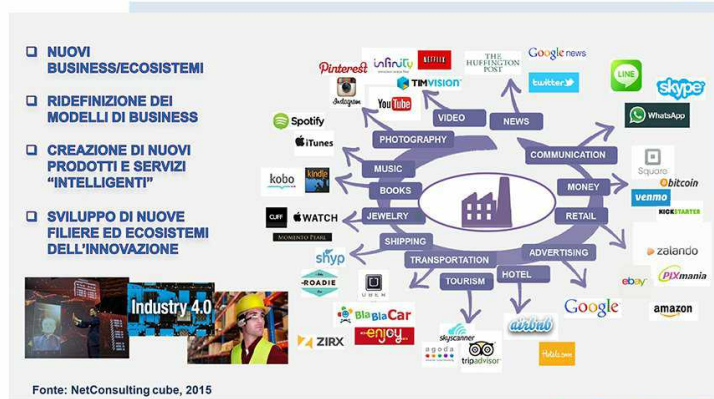 NUOVI
BUSINESS/ECOSISTEMI
RIDEFINIZIONE DEI
MODELLI DI BUSINESS
CREAZIONE DI NUOVI
PRODOTTI E SERVIZI
“INTELLIGENTI”
SVILUPPO DI NUOVE
FILIERE ED ECOSISTEMI
DELL’INNOVAZIONE
Industry 4.0
Pinterest
infinity
NETFLIX
THE
HUFFINGTON
POST
Google news
Instagram
TIMVISION
YouTube
twitter
LINE
skype
WhatsApp
Spotify
iTunes
kobo
kindle
CUFF
WATCH
MOMENTO PEARL
shyp
ROADIE
UBER
BlaBlaCar
ZIRX
enjoy
skyscanner
agoda
tripadvisor
airbnb
Hotels.com
Google
amazon
ebay
PIXmania
zalando
KICKSTARTER
venmo
bitcoin
Square
VIDEO
NEWS
PHOTOGRAPHY
COMMUNICATION
MUSIC
MONEY
BOOKS
JEWELRY
RETAIL
SHIPPING
ADVERTISING
TRANSPORTATION
HOTEL
TOURISM
Fonte: NetConsulting cube, 2015